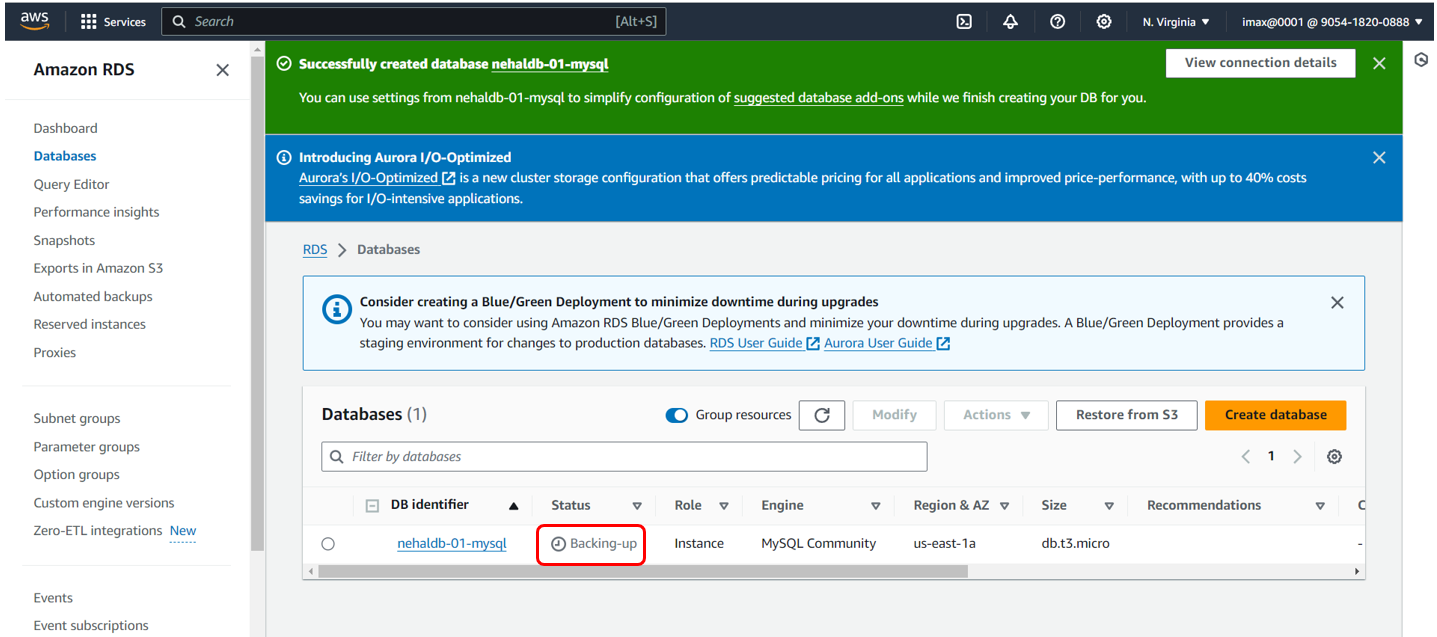 aws
Services
Search [Alt+S]
N. Virginia
imax@0001 @ 9054-1820-0888
Amazon RDS
Dashboard
Databases
Query Editor
Performance insights
Snapshots
Exports in Amazon S3
Automated backups
Reserved instances
Proxies
Subnet groups
Parameter groups
Option groups
Custom engine versions
Zero-ETL integrations New
Events
Event subscriptions
Successfully created database nehaldb-01-mysql
View connection details
You can use settings from nehaldb-01-mysql to simplify configuration of suggested database add-ons while we finish creating your DB for you.
Introducing Aurora I/O-Optimized
Aurora's I/O-Optimized is a new cluster storage configuration that offers predictable pricing for all applications and improved price-performance, with up to 40% costs
savings for I/O-intensive applications.
RDS > Databases
Consider creating a Blue/Green Deployment to minimize downtime during upgrades
You may want to consider using Amazon RDS Blue/Green Deployments and minimize your downtime during upgrades. A Blue/Green Deployment provides a
staging environment for changes to production databases. RDS User Guide Aurora User Guide
Databases (1)
Group resources
Modify
Actions
Restore from S3
Create database
Filter by databases
1
DB identifier Status Role Engine Region & AZ Size Recommendations C
nehaldb-01-mysql Backing-up Instance MySQL Community us-east-1a db.t3.micro -